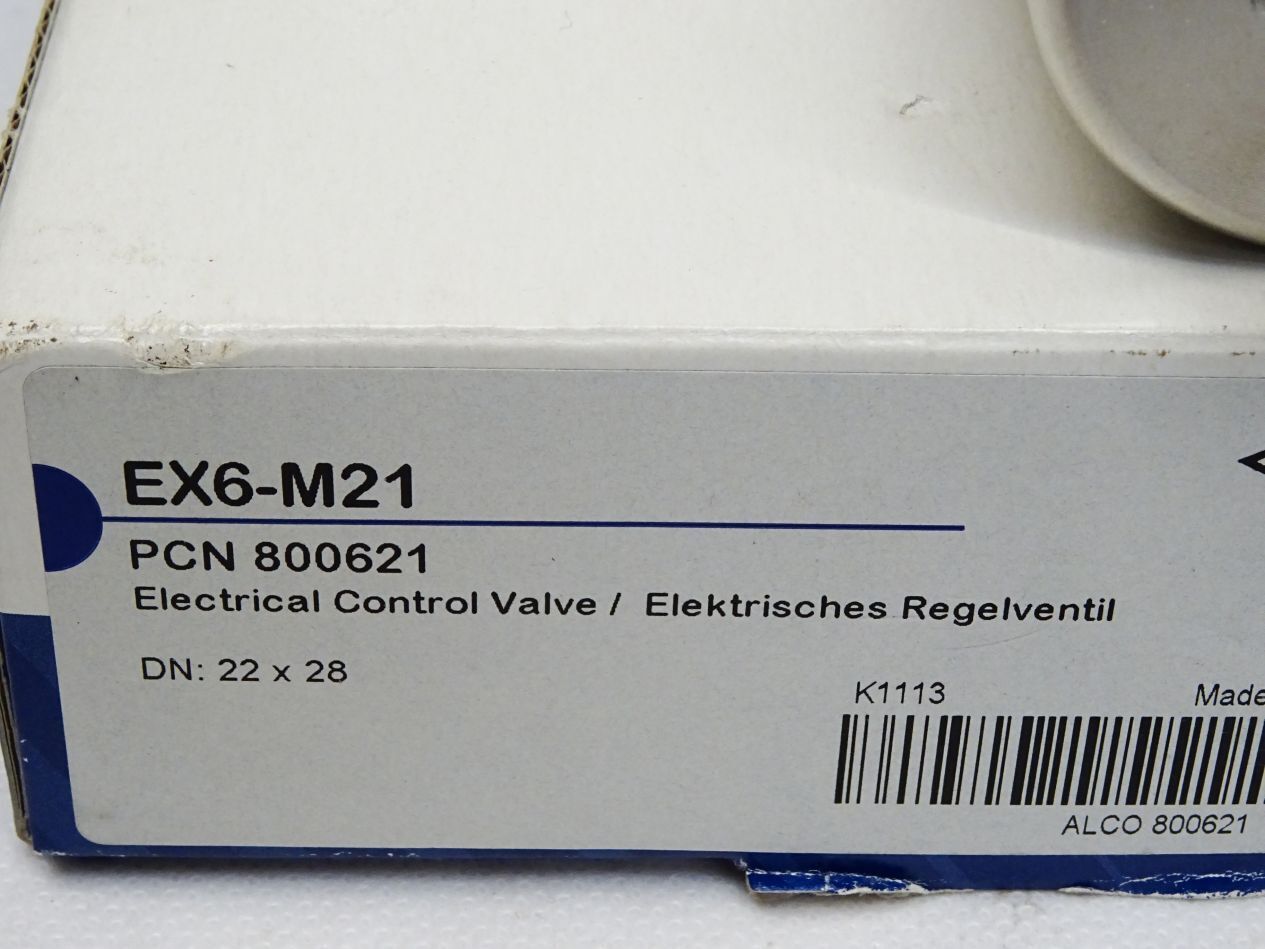 EX6-M21
PCN 800621
Electrical Control Valve / Elektrisches Regelventil
DN: 22 x 28
K1113 Made
ALCO 800621